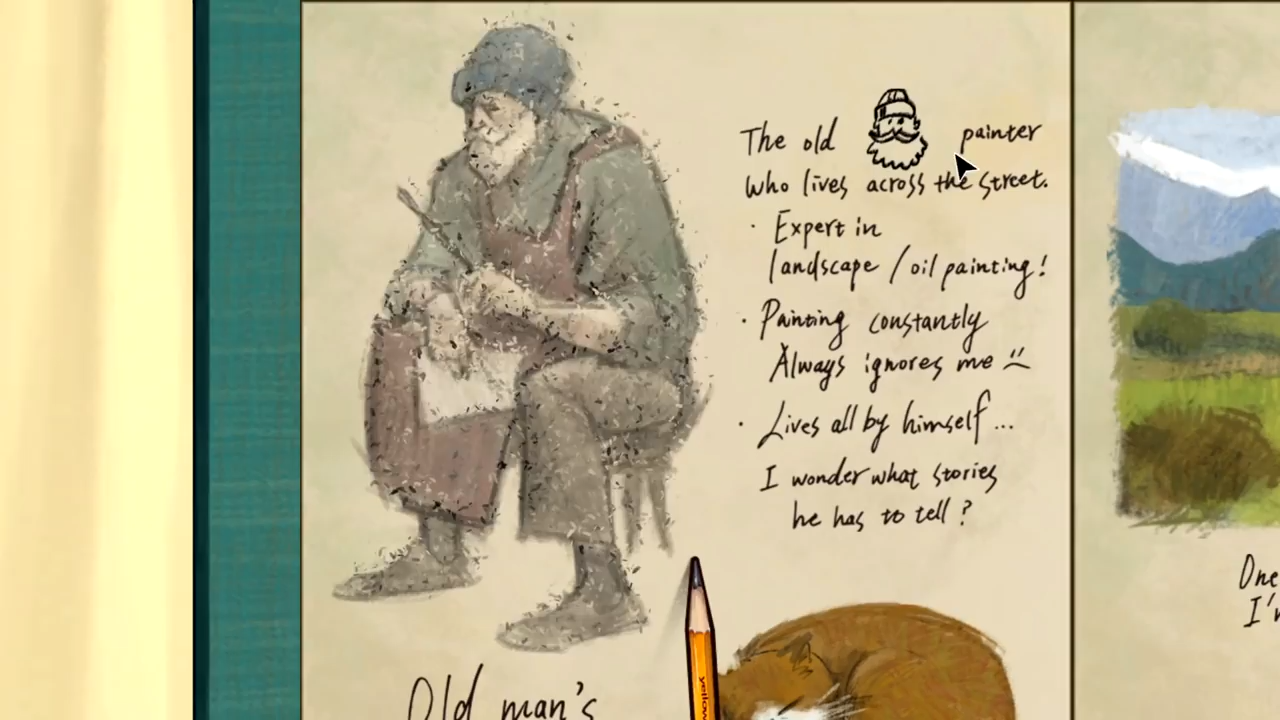 The old painter
who lives across the street.
· Expert in
landscape / oil painting!
· Painting constantly
Always ignores me
· Lives all by himself...
I wonder what stories
he has to tell?
Old man's
One
I'
yellow